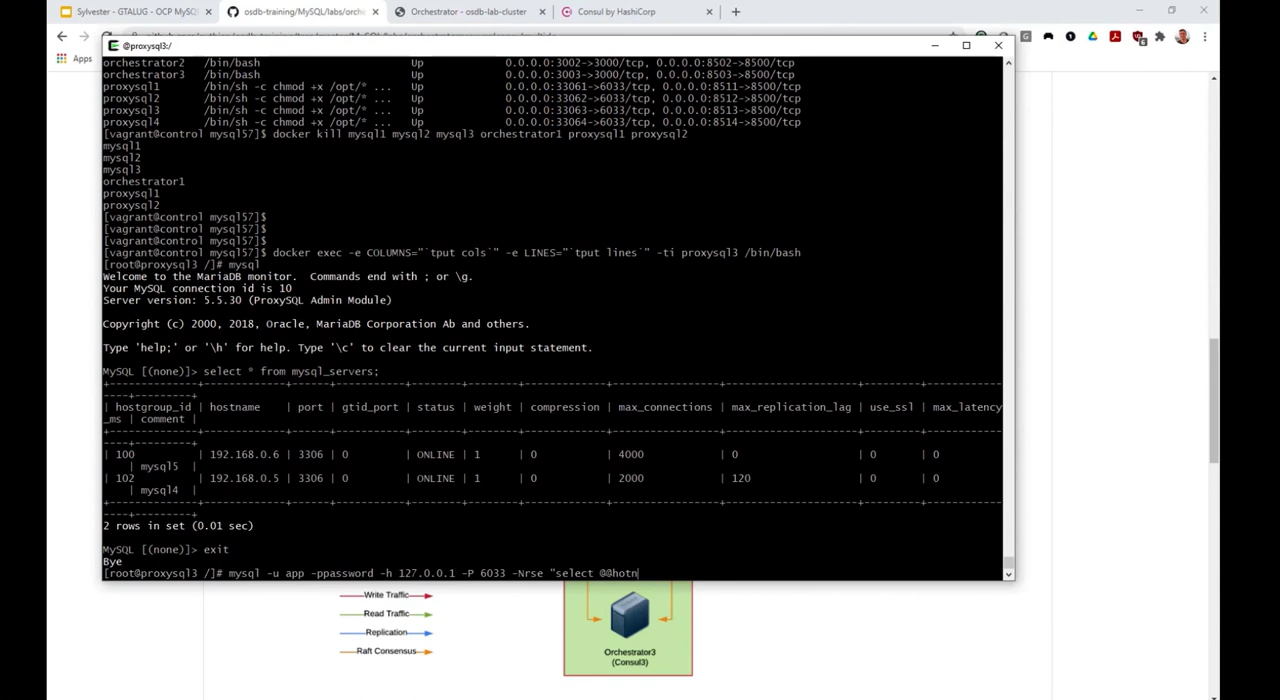 Sylvester - GTALUG - OCP MySQL
osdb-training/MySQL/labs/orche
Orchestrator - osdb-lab-cluster
Consul by HashiCorp
Apps
@proxysql3:/
orchestrator2 /bin/bash Up 0.0.0.0:3002->3000/tcp, 0.0.0.0:8502->8500/tcp
orchestrator3 /bin/bash Up 0.0.0.0:3003->3000/tcp, 0.0.0.0:8503->8500/tcp
proxysql1 /bin/sh -c chmod +x /opt/* ... Up 0.0.0.0:33061->6033/tcp, 0.0.0.0:8511->8500/tcp
proxysql2 /bin/sh -c chmod +x /opt/* ... Up 0.0.0.0:33062->6033/tcp, 0.0.0.0:8512->8500/tcp
proxysql3 /bin/sh -c chmod +x /opt/* ... Up 0.0.0.0:33063->6033/tcp, 0.0.0.0:8513->8500/tcp
proxysql4 /bin/sh -c chmod +x /opt/* ... Up 0.0.0.0:33064->6033/tcp, 0.0.0.0:8514->8500/tcp
[vagrant@control mysql57]$ docker kill mysql1 mysql2 mysql3 orchestrator1 proxysql1 proxysql2
mysql1
mysql2
mysql3
orchestrator1
proxysql1
proxysql2
[vagrant@control mysql57]$
[vagrant@control mysql57]$
[vagrant@control mysql57]$
[vagrant@control mysql57]$ docker exec -e COLUMNS="`tput cols`" -e LINES="`tput lines`" -ti proxysql3 /bin/bash
[root@proxysql3 /]# mysql
Welcome to the MariaDB monitor.  Commands end with ; or \g.
Your MySQL connection id is 10
Server version: 5.5.30 (ProxySQL Admin Module)
Copyright (c) 2000, 2018, Oracle, MariaDB Corporation Ab and others.
Type 'help;' or '\h' for help. Type '\c' to clear the current input statement.
MySQL [(none)]> select * from mysql_servers;
| hostgroup_id | hostname | port | gtid_port | status | weight | compression | max_connections | max_replication_lag | use_ssl | max_latency
_ms | comment |
| 100 | 192.168.0.6 | 3306 | 0 | ONLINE | 1 | 0 | 4000 | 0 | 0 | 0
| mysql5 |
| 102 | 192.168.0.5 | 3306 | 0 | ONLINE | 1 | 0 | 2000 | 120 | 0 | 0
| mysql4 |
2 rows in set (0.01 sec)
MySQL [(none)]> exit
Bye
[root@proxysql3 /]# mysql -u app -ppassword -h 127.0.0.1 -P 6033 -Nrse "select @@hotn
Write Traffic
Read Traffic
Replication
Raft Consensus
Orchestrator3
(Consul3)